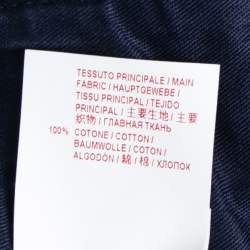 TESSUTO PRINCIPALE / MAIN
FABRIC / HAUPTGEWEBE /
TISSU PRINCIPAL / TEJIDO
PRINCIPAL / 主要生地 / 主要
织物 / ГЛАВНАЯ ТКАНЬ
100% COTONE / COTTON /
BAUMWOLLE / COTON /
ALGODÓN / 綿 / 棉 / ХЛОПОК